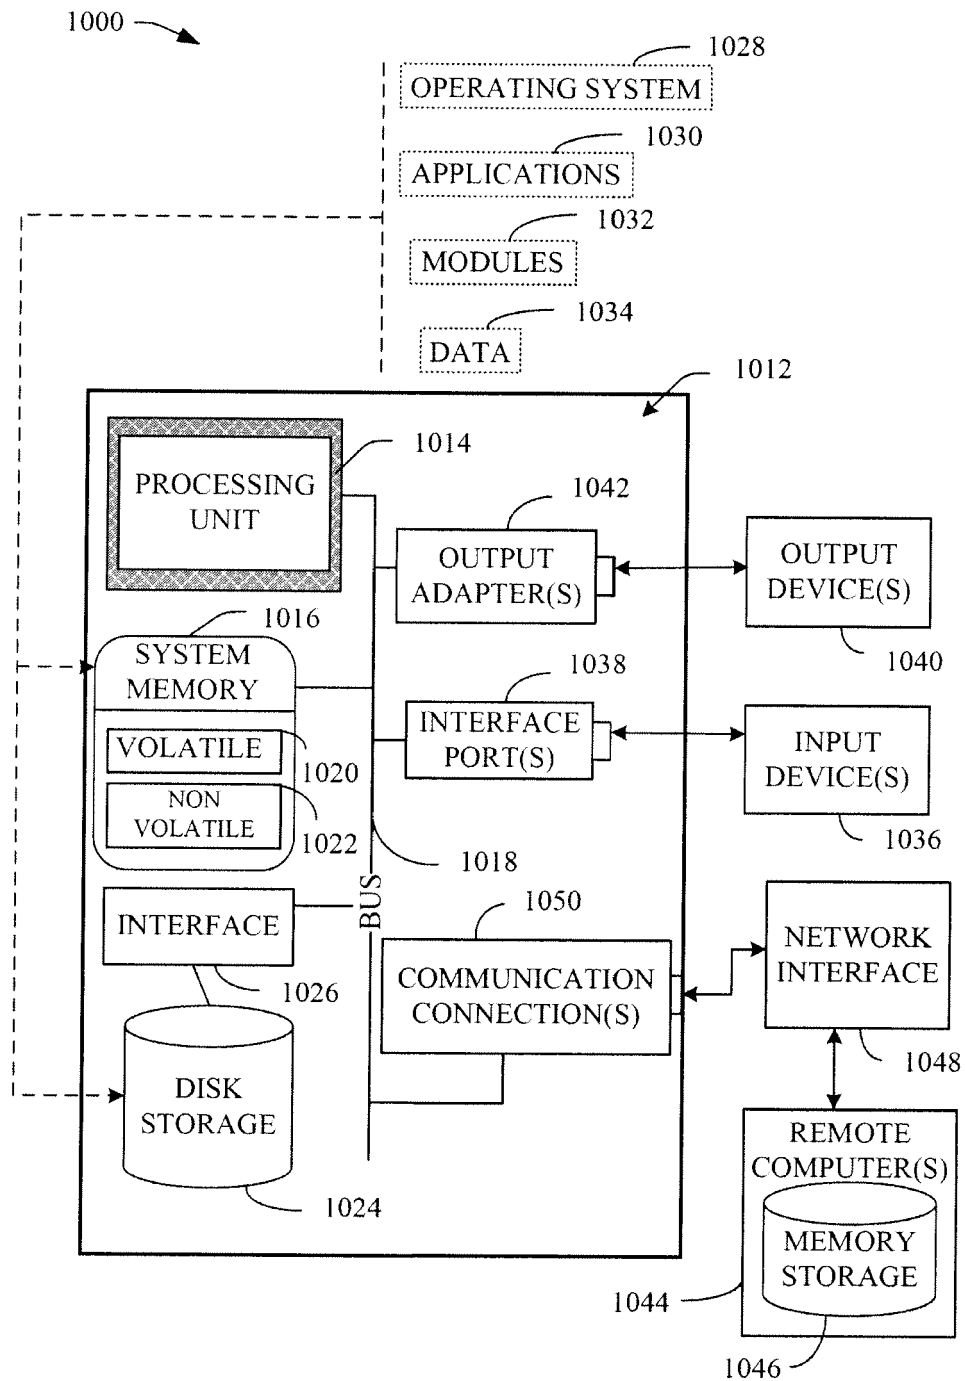 1000
1028
OPERATING SYSTEM
1030
APPLICATIONS
1032
MODULES
1034
DATA
1012
1014
PROCESSING
UNIT
1042
OUTPUT
ADAPTER(S)
OUTPUT
DEVICE(S)
1040
1016
SYSTEM
MEMORY
VOLATILE
1020
NON
VOLATILE
1022
1038
INTERFACE
PORT(S)
INPUT
DEVICE(S)
1036
1018
BUS
INTERFACE
1026
1050
COMMUNICATION
CONNECTION(S)
NETWORK
INTERFACE
1048
DISK
STORAGE
1024
REMOTE
COMPUTER(S)
MEMORY
STORAGE
1044
1046